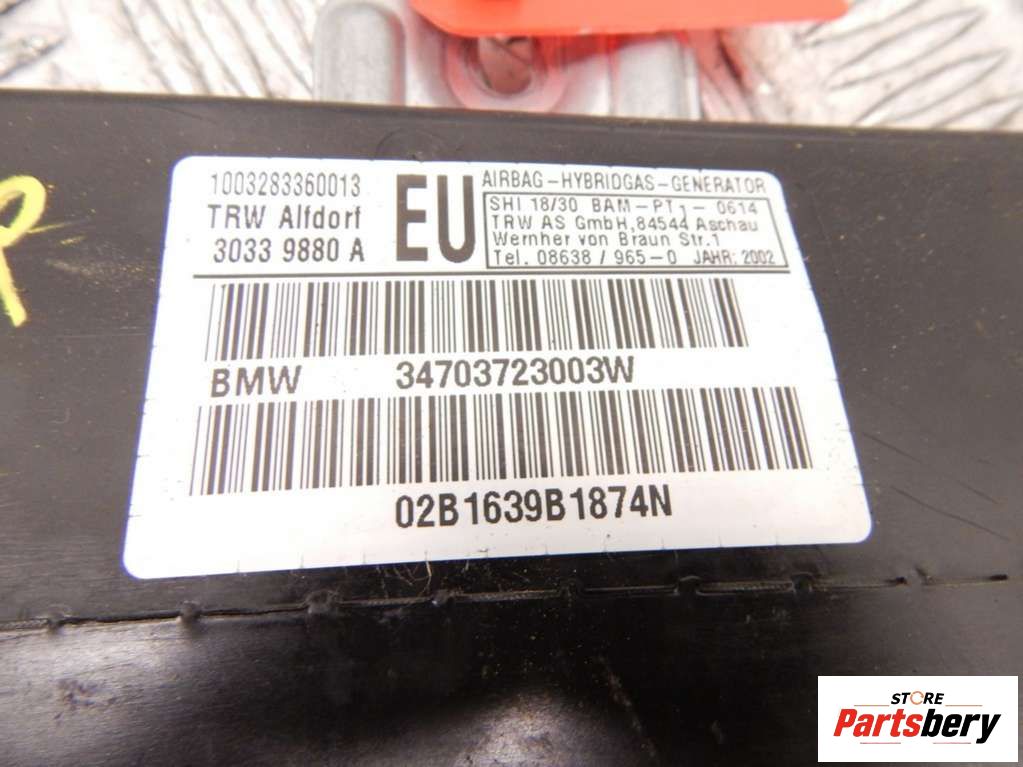 1003283360013
TRW Alfdorf
3033 9880 A
EU
AIRBAG-HYBRIDGAS-GENERATOR
SHI 18/30 BAM-PT1-0614
TRW AS GmbH,84544 Aschau
Wernher von Braun Str.1
Tel. 08638/965-0 JAHR: 2002
BMW 34703723003W
02B1639B1874N
STORE
Partsbery